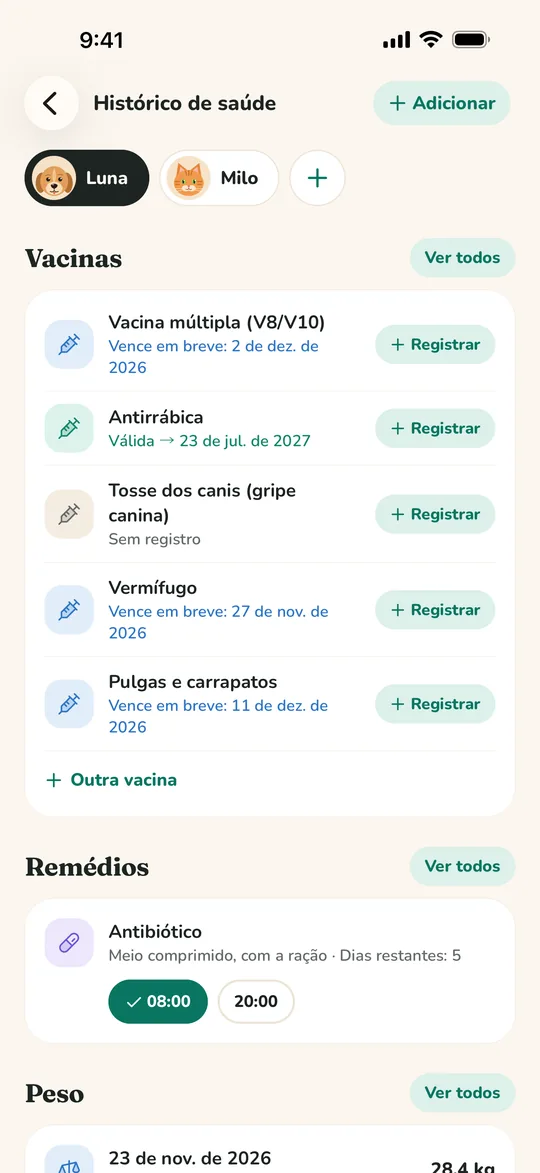 9:41
Histórico de saúde
+ Adicionar
Luna
Milo
+
Vacinas
Ver todos
Vacina múltipla (V8/V10)
Vence em breve: 2 de dez. de
2026
+ Registrar
Antirrábica
Válida → 23 de jul. de 2027
+ Registrar
Tosse dos canis (gripe
canina)
Sem registro
+ Registrar
Vermífugo
Vence em breve: 27 de nov. de
2026
+ Registrar
Pulgas e carrapatos
Vence em breve: 11 de dez. de
2026
+ Registrar
+ Outra vacina
Remédios
Ver todos
Antibiótico
Meio comprimido, com a ração · Dias restantes: 5
✓ 08:00
20:00
Peso
Ver todos
23 de nov. de 2026
28,4 kg